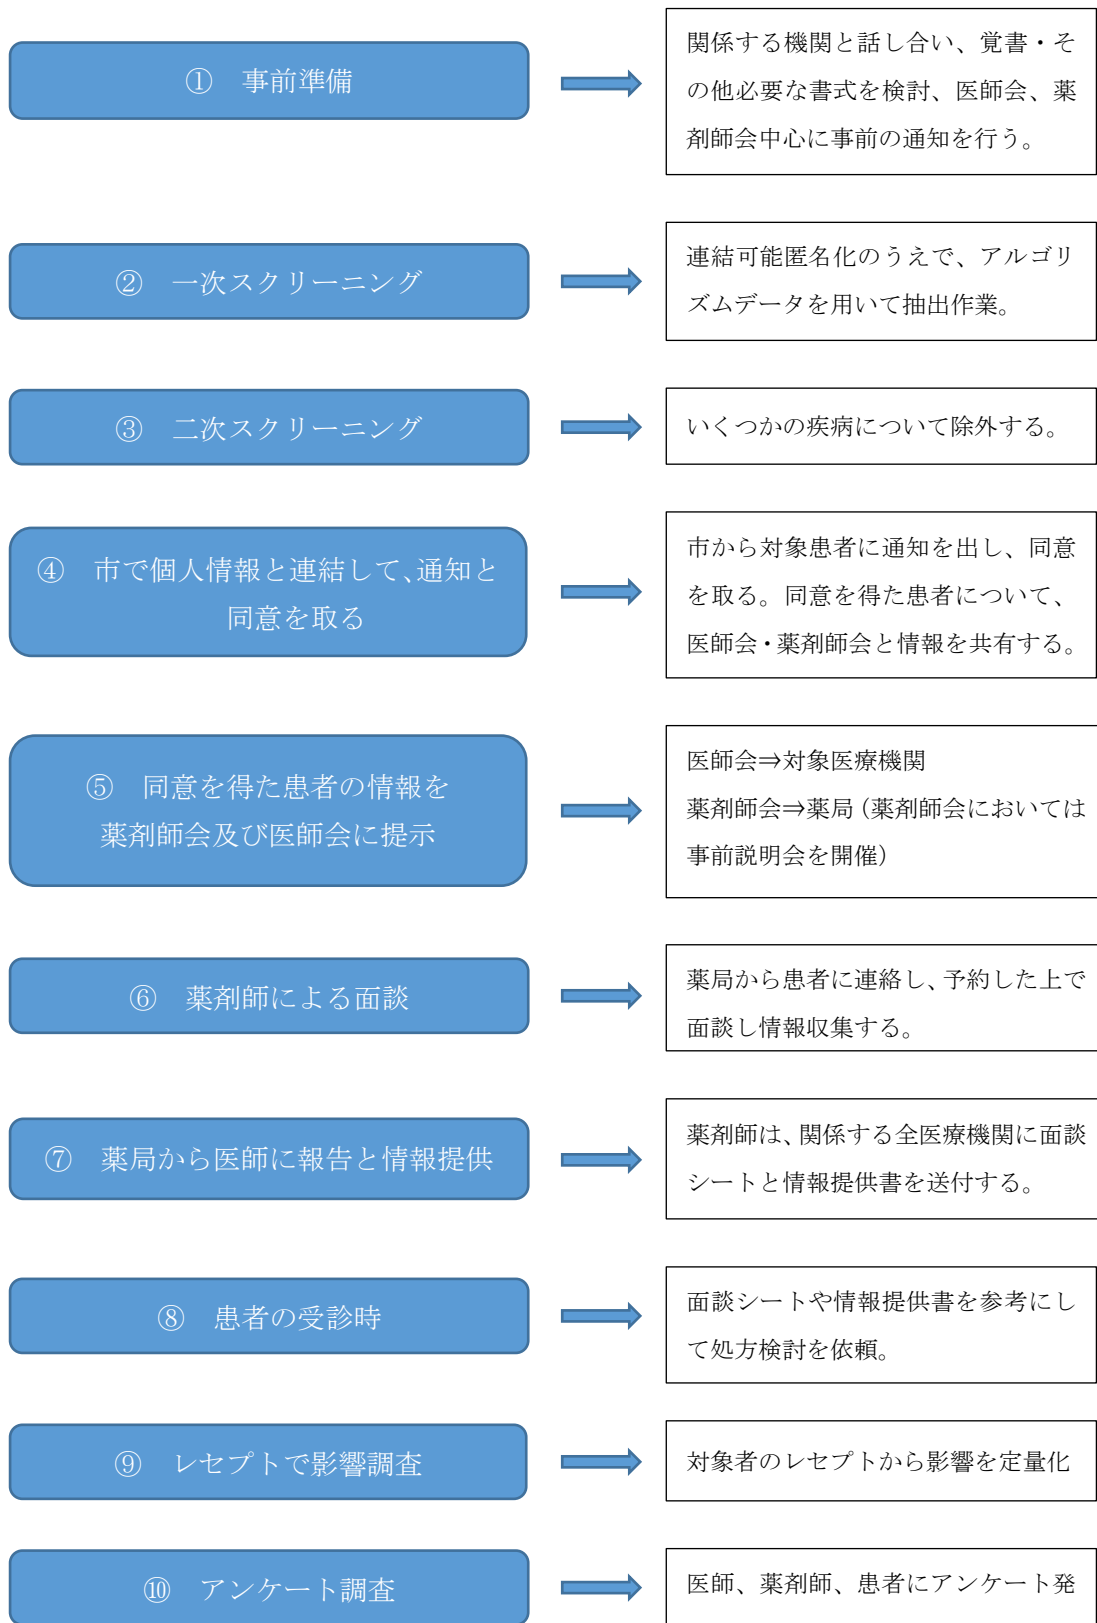 ① 事前準備
関係する機関と話し合い、覚書・そ
の他必要な書式を検討、医師会、薬
剤師会中心に事前の通知を行う。
② 一次スクリーニング
連結可能匿名化のうえで、アルゴリ
ズムデータを用いて抽出作業。
③ 二次スクリーニング
いくつかの疾病について除外する。
④ 市で個人情報と連結して、通知と
同意を取る
市から対象患者に通知を出し、同意
を取る。同意を得た患者について、
医師会・薬剤師会と情報を共有する。
⑤ 同意を得た患者の情報を
薬剤師会及び医師会に提示
医師会⇒対象医療機関
薬剤師会⇒薬局(薬剤師会においては
事前説明会を開催)
⑥ 薬剤師による面談
薬局から患者に連絡し、予約した上で
面談し情報収集する。
⑦ 薬局から医師に報告と情報提供
薬剤師は、関係する全医療機関に面談
シートと情報提供書を送付する。
⑧ 患者の受診時
面談シートや情報提供書を参考にし
て処方検討を依頼。
⑨ レセプトで影響調査
対象者のレセプトから影響を定量化
⑩ アンケート調査
医師、薬剤師、患者にアンケート発